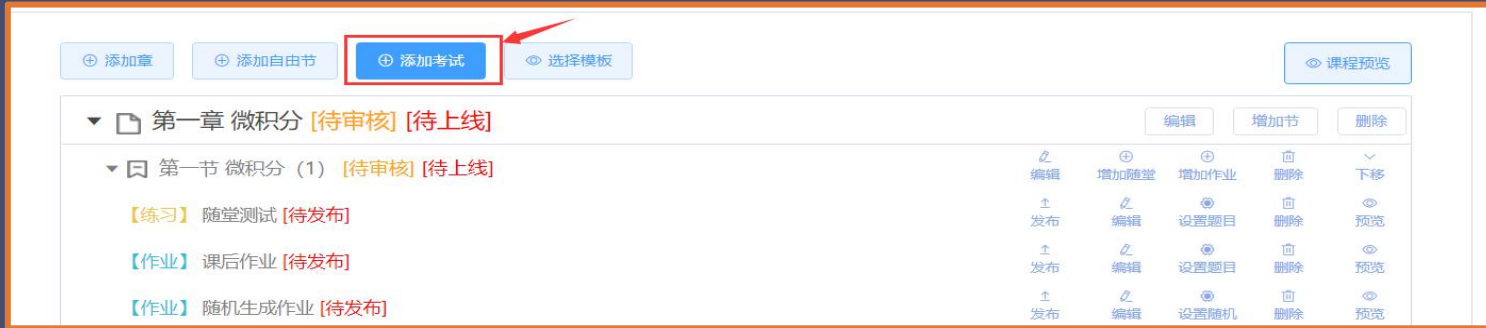 添加章 添加自由节 添加考试 选择模板 课程预览
第一章 微积分 [待审核] [待上线] 编辑 增加节 删除
第一节 微积分（1） [待审核] [待上线] 编辑 增加随堂 增加作业 删除 下移
【练习】 随堂测试 [待发布] 发布 编辑 设置题目 删除 预览
【作业】 课后作业 [待发布] 发布 编辑 设置题目 删除 预览
【作业】 随机生成作业 [待发布] 发布 编辑 设置随机 删除 预览